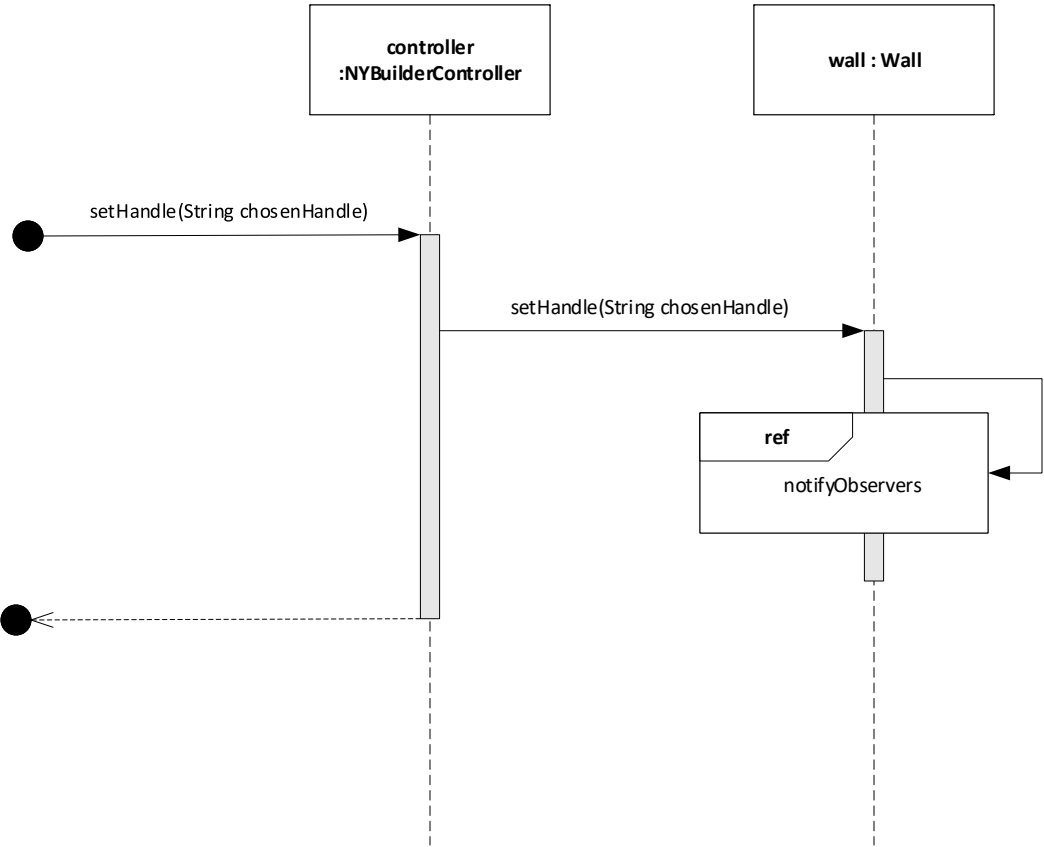 controller
:NYBuilderController
wall : Wall
setHandle(String chosenHandle)
setHandle(String chosenHandle)
ref
notifyObservers